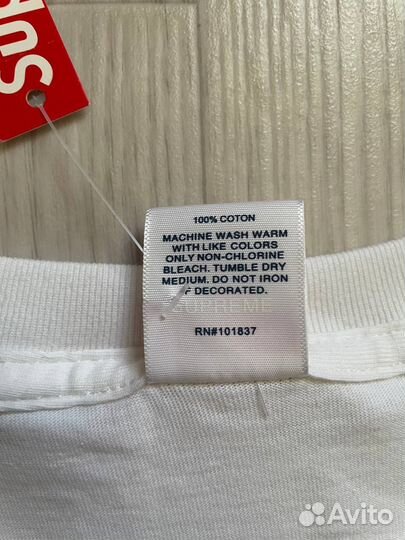 Sup
100% COTON
MACHINE WASH WARM
WITH LIKE COLORS
ONLY NON-CHLORINE
BLEACH. TUMBLE DRY
MEDIUM. DO NOT IRON
IF DECORATED.
RN#101837
Avito